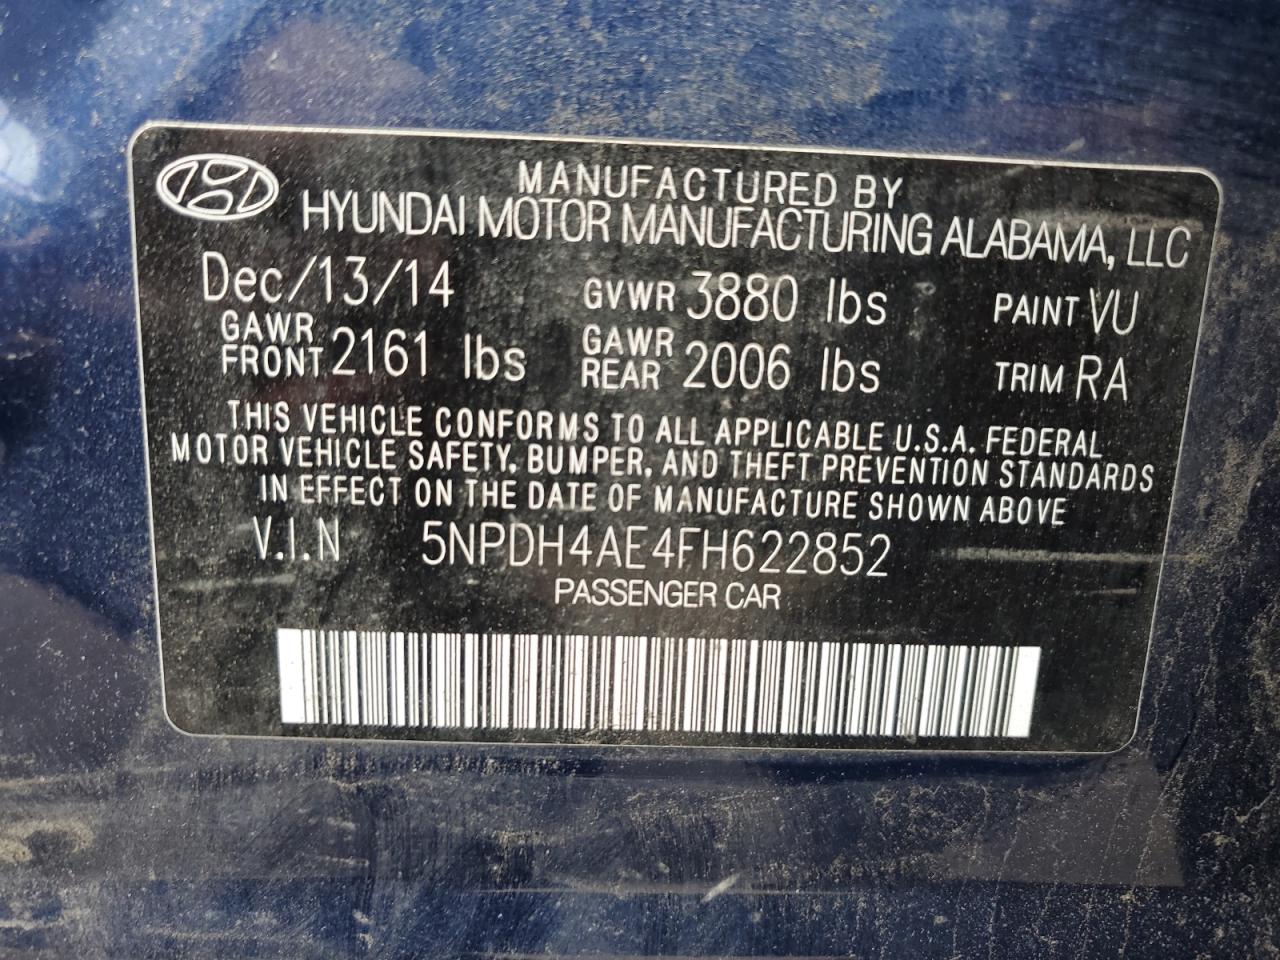 MANUFACTURED BY
HYUNDAI MOTOR MANUFACTURING ALABAMA, LLC
Dec/13/14 GVWR 3880 lbs PAINT VU
GAWR FRONT 2161 lbs GAWR REAR 2006 lbs TRIM RA
THIS VEHICLE CONFORMS TO ALL APPLICABLE U.S.A. FEDERAL
MOTOR VEHICLE SAFETY, BUMPER, AND THEFT PREVENTION STANDARDS
IN EFFECT ON THE DATE OF MANUFACTURE SHOWN ABOVE
V.I.N 5NPDH4AE4FH622852
PASSENGER CAR